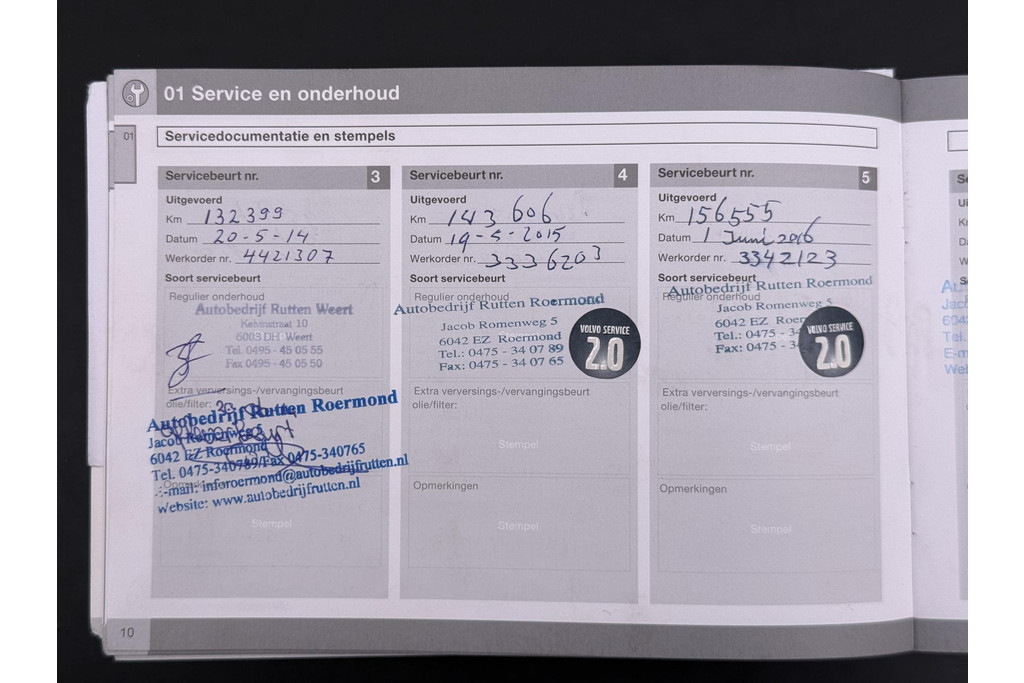 01 Service en onderhoud
01
Servicedocumentatie en stempels
Servicebeurt nr. 3
Uitgevoerd
Km 132399
Datum 20-5-14
Werkorder nr. 4421307
Soort servicebeurt
Regulier onderhoud
Autobedrijf Rutten Weert
Kelvinstraat 10
6003 DH Weert
Tel. 0495 - 45 05 55
Fax 0495 - 45 05 50
Extra verversings-/vervangingsbeurt
olie/filter:
Autobedrijf Rutten Roermond
Jacob Romenweg 5
6042 EZ Roermond
Tel. 0475-340789/Fax 0475-340765
E-mail: inforoermond@autobedrijfrutten.nl
website: www.autobedrijfrutten.nl
Stempel
Servicebeurt nr. 4
Uitgevoerd
Km 143 606
Datum 19-5-2015
Werkorder nr. 3336203
Soort servicebeurt
Regulier onderhoud
Autobedrijf Rutten Roermond
Jacob Romenweg 5
6042 EZ Roermond
Tel.: 0475 - 34 07 89
Fax: 0475 - 34 07 65
VOLVO SERVICE
2.0
Extra verversings-/vervangingsbeurt
olie/filter:
Stempel
Opmerkingen
Stempel
Servicebeurt nr. 5
Uitgevoerd
Km 156555
Datum 1 Juni 2016
Werkorder nr. 3342123
Soort servicebeurt
Regulier onderhoud
Autobedrijf Rutten Roermond
Jacob Romenweg 5
6042 EZ Roer
Tel.: 0475 - 34
Fax: 0475 - 3
VOLVO SERVICE
2.0
Extra verversings-/vervangingsbeurt
olie/filter:
Stempel
Opmerkingen
Stempel
10